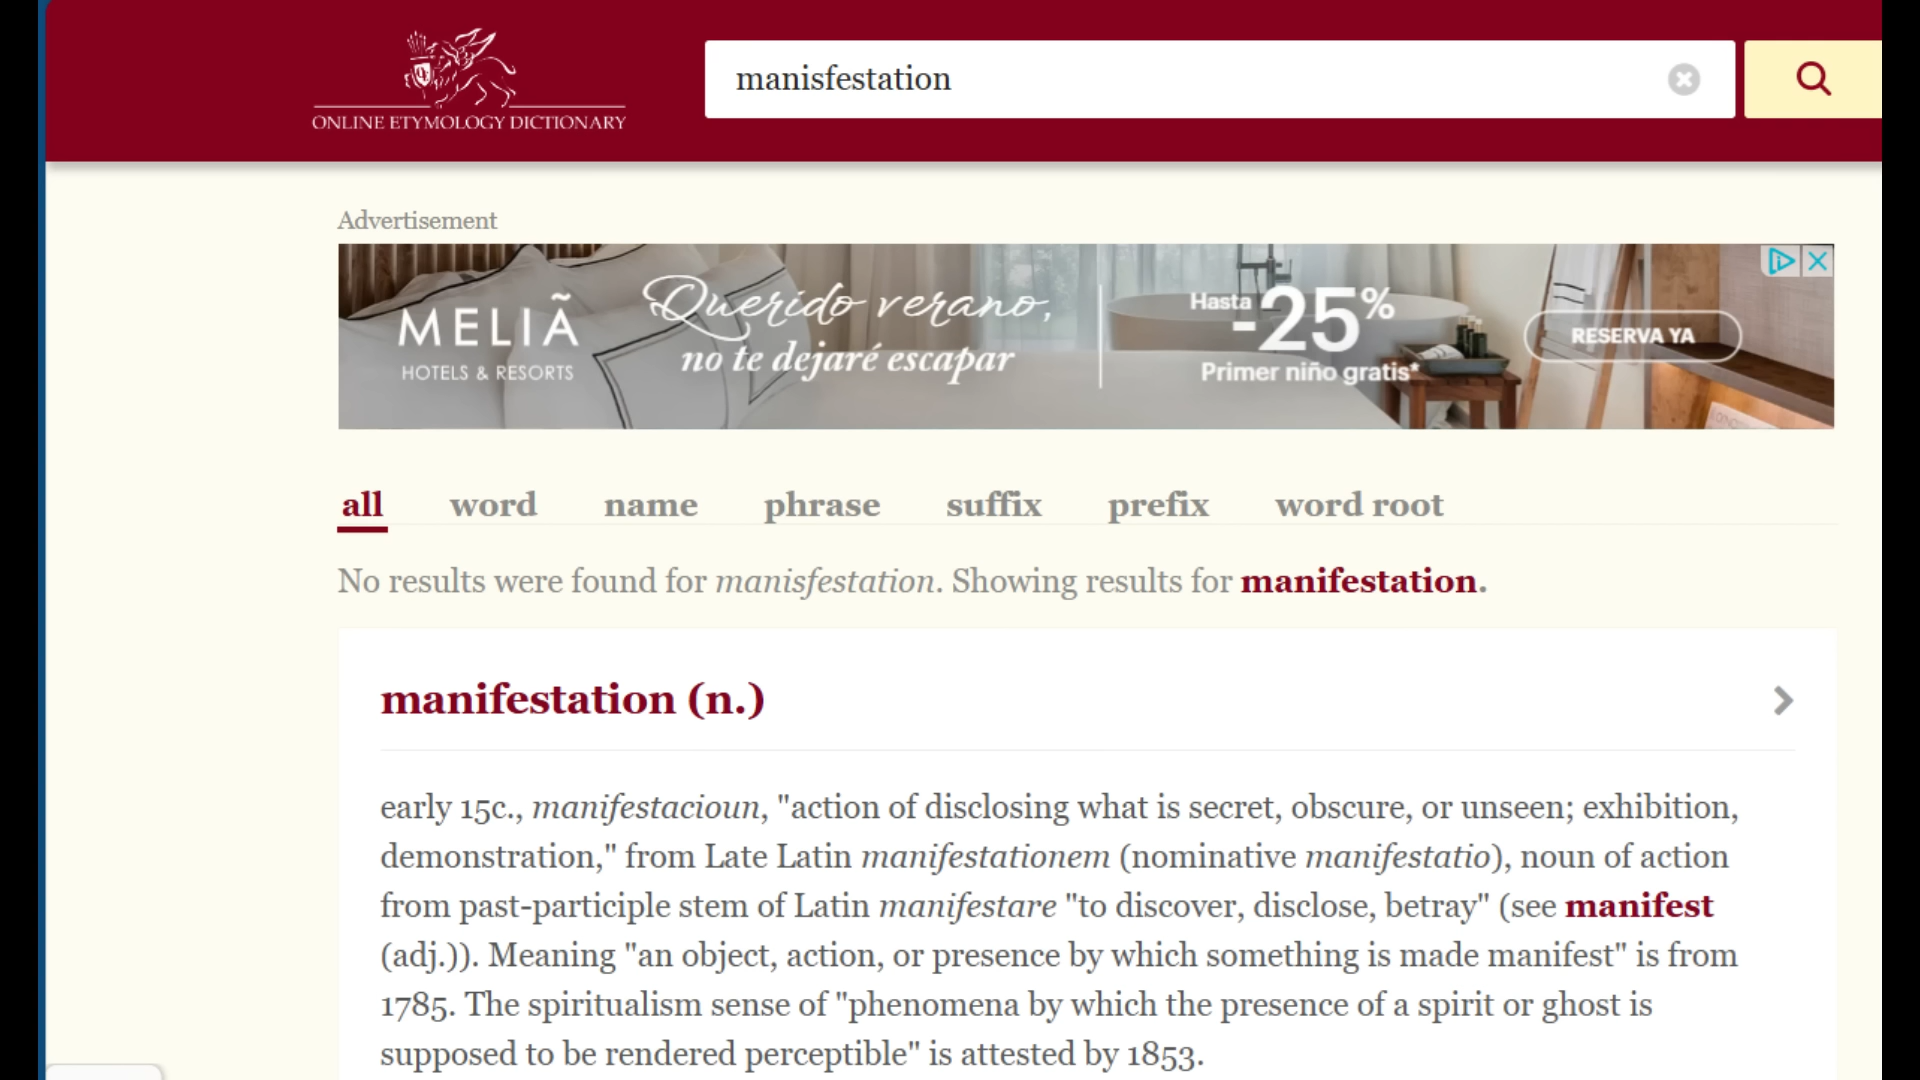 ONLINE ETYMOLOGY DICTIONARY
manisfestation
Advertisement
MELIÃ
HOTELS & RESORTS
Querido verano,
no te dejaré escapar
Hasta
-25%
Primer niño gratis*
RESERVA YA
all word name phrase suffix prefix word root
No results were found for manisfestation. Showing results for manifestation.
manifestation (n.)
early 15c., manifestacioun, "action of disclosing what is secret, obscure, or unseen; exhibition,
demonstration," from Late Latin manifestationem (nominative manifestatio), noun of action
from past-participle stem of Latin manifestare "to discover, disclose, betray" (see manifest
(adj.)). Meaning "an object, action, or presence by which something is made manifest" is from
1785. The spiritualism sense of "phenomena by which the presence of a spirit or ghost is
supposed to be rendered perceptible" is attested by 1853.